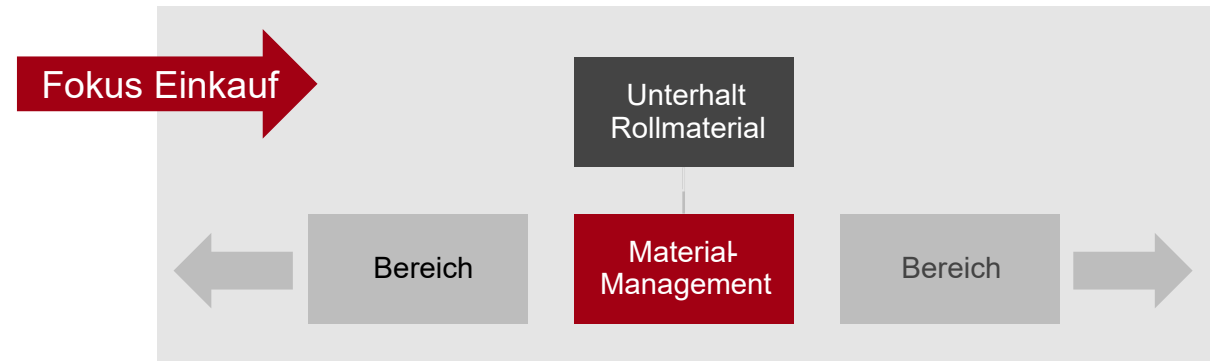 Fokus Einkauf
Unterhalt
Rollmaterial
Bereich
Material-
Management
Bereich